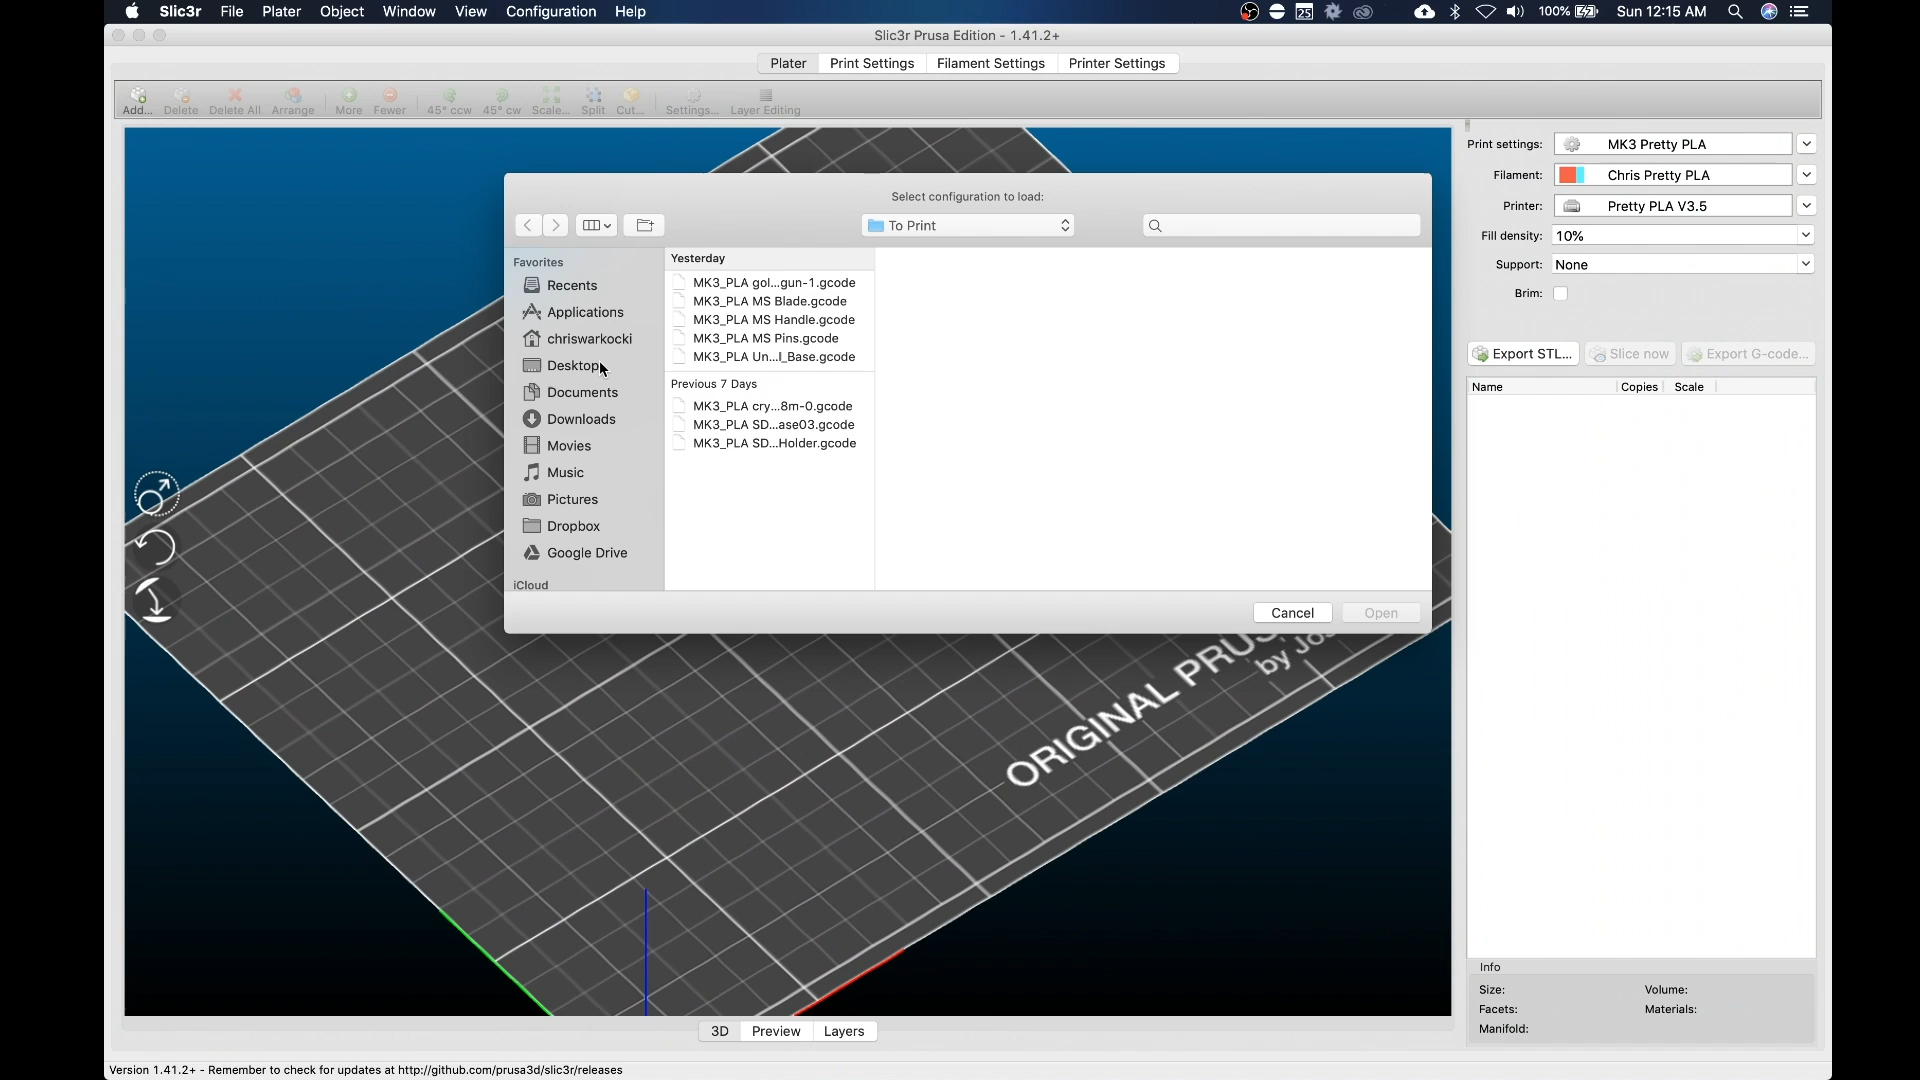 Slic3r File Plater Object Window View Configuration Help 25 100% Sun 12:15 AM
Slic3r Prusa Edition - 1.41.2+
Plater Print Settings Filament Settings Printer Settings
Add... Delete Delete All Arrange More Fewer 45° ccw 45° cw Scale... Split Cut... Settings... Layer Editing
Print settings: MK3 Pretty PLA
Filament: Chris Pretty PLA
Printer: Pretty PLA V3.5
Fill density: 10%
Support: None
Brim:
Export STL... Slice now Export G-code...
Name Copies Scale
Select configuration to load:
To Print
Favorites
Recents
Applications
chriswarkocki
Desktop
Documents
Downloads
Movies
Music
Pictures
Dropbox
Google Drive
iCloud
Yesterday
MK3_PLA gol...gun-1.gcode
MK3_PLA MS Blade.gcode
MK3_PLA MS Handle.gcode
MK3_PLA MS Pins.gcode
MK3_PLA Un...l_Base.gcode
Previous 7 Days
MK3_PLA cry...8m-0.gcode
MK3_PLA SD...ase03.gcode
MK3_PLA SD...Holder.gcode
Cancel Open
ORIGINAL PRUS
by Jos
Info
Size: Volume:
Facets: Materials:
Manifold:
3D Preview Layers
Version 1.41.2+ - Remember to check for updates at http://github.com/prusa3d/slic3r/releases